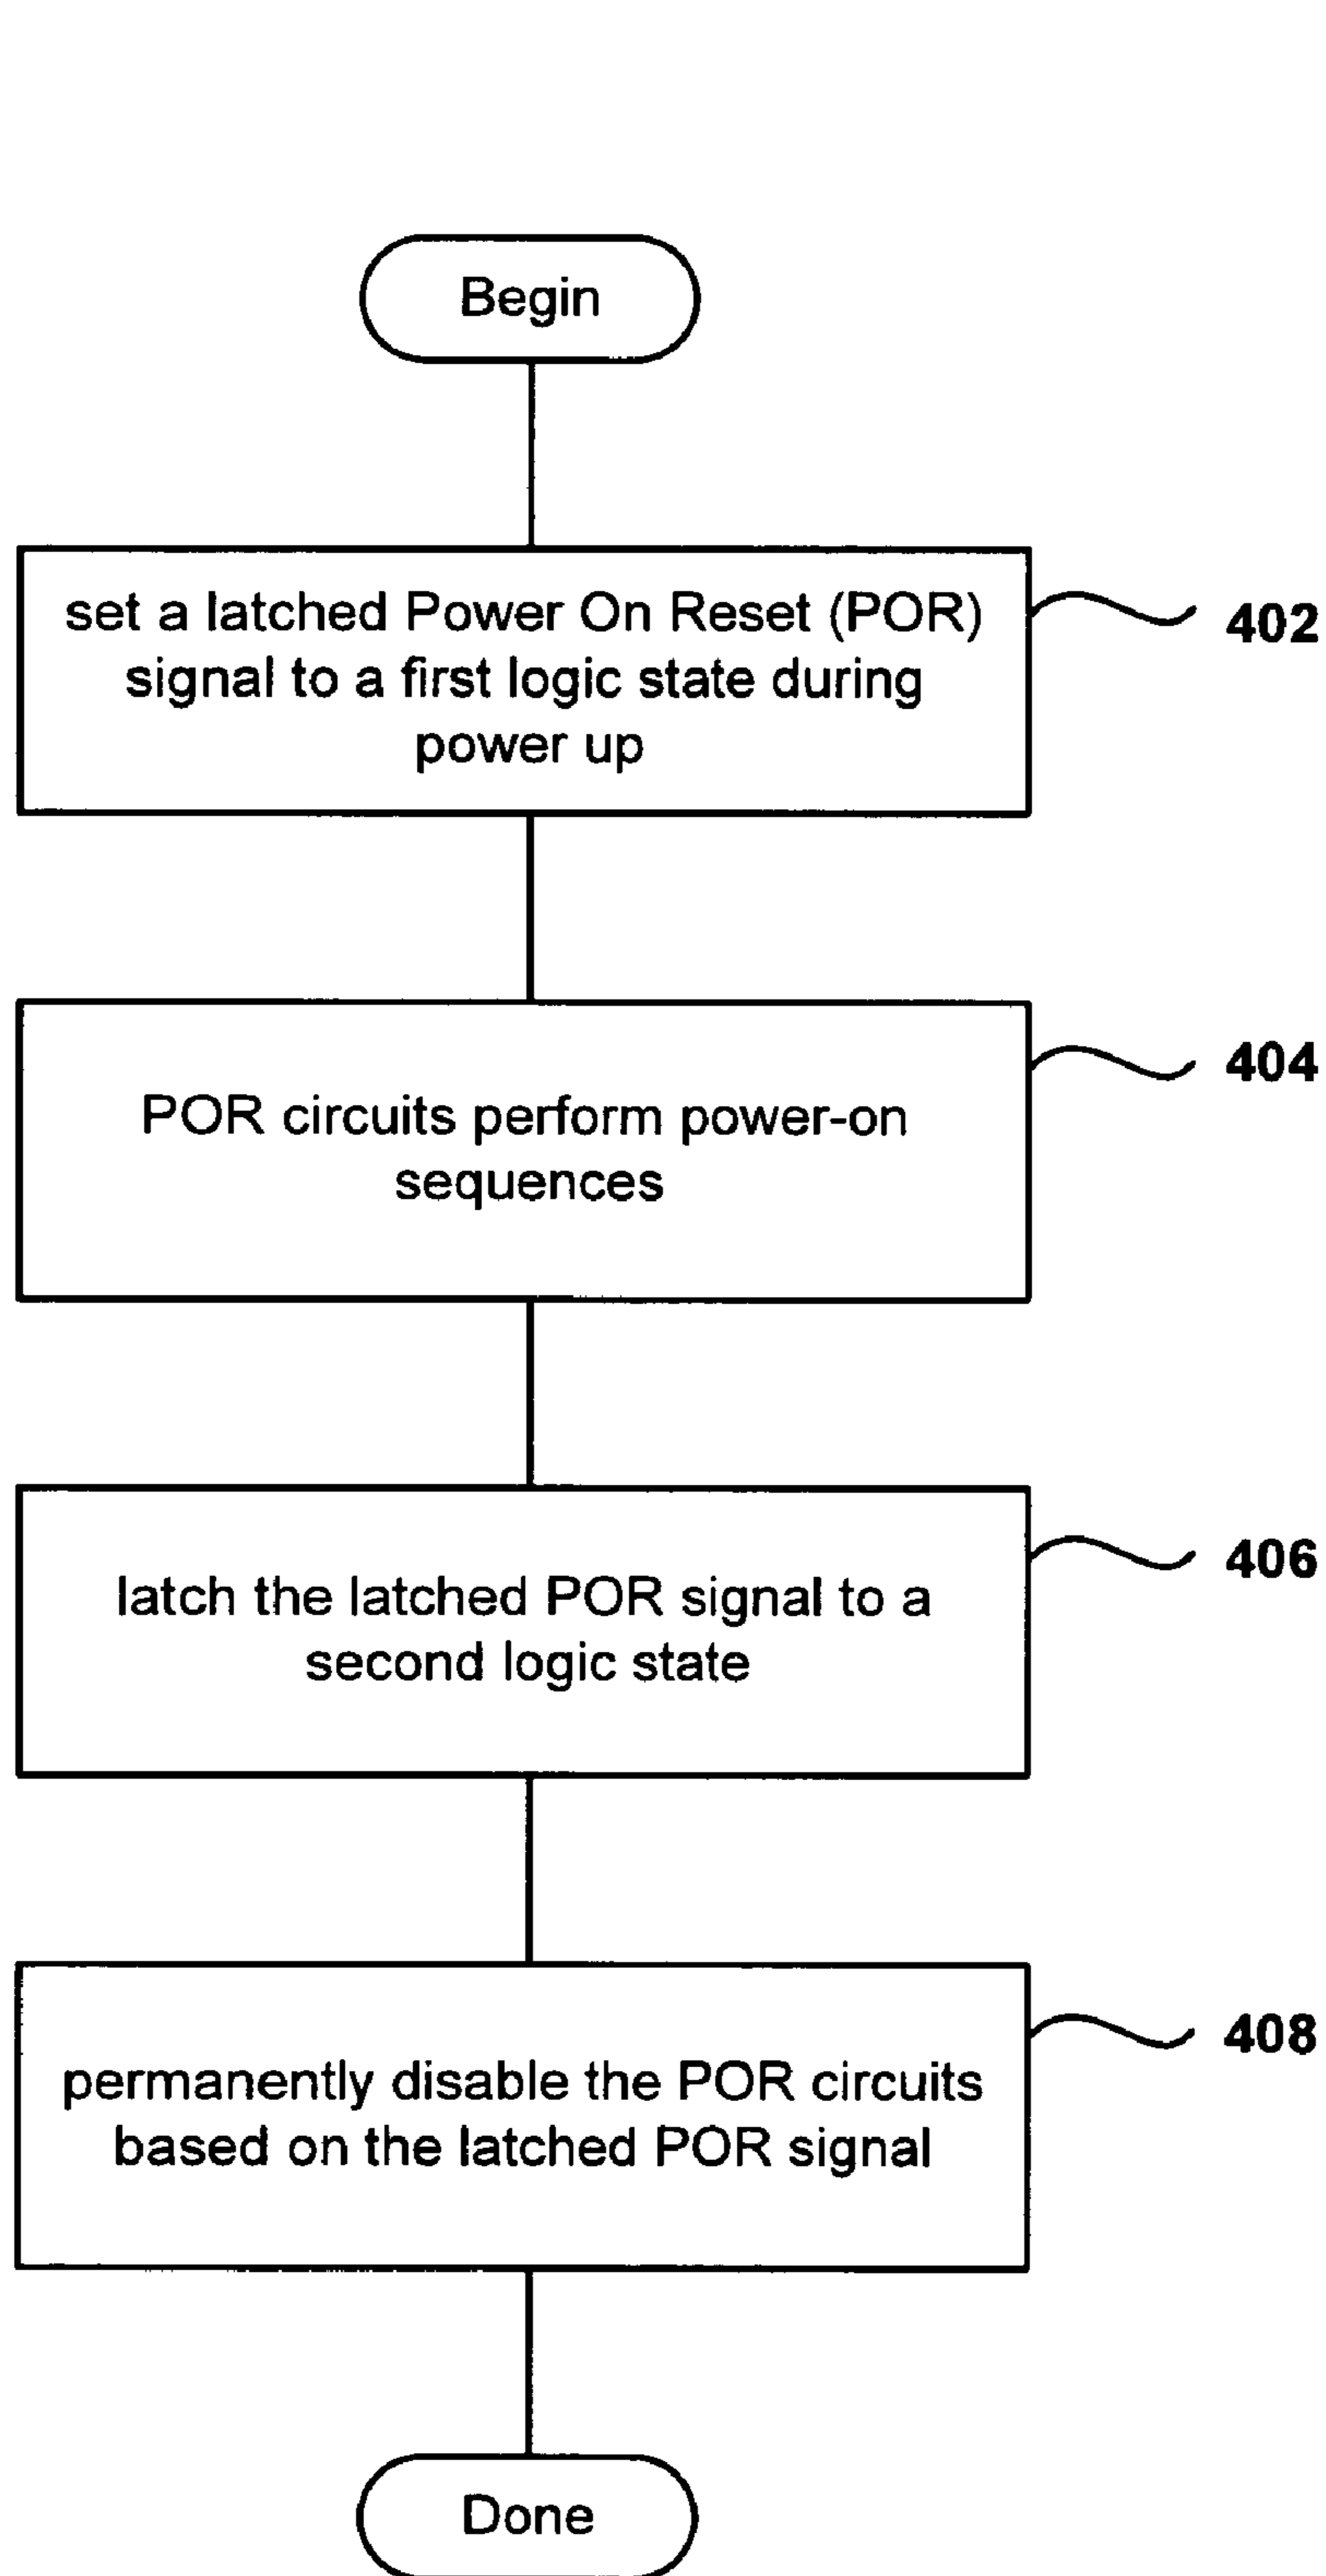 Begin
set a latched Power On Reset (POR)
signal to a first logic state during
power up
402
POR circuits perform power-on
sequences
404
latch the latched POR signal to a
second logic state
406
permanently disable the POR circuits
based on the latched POR signal
408
Done